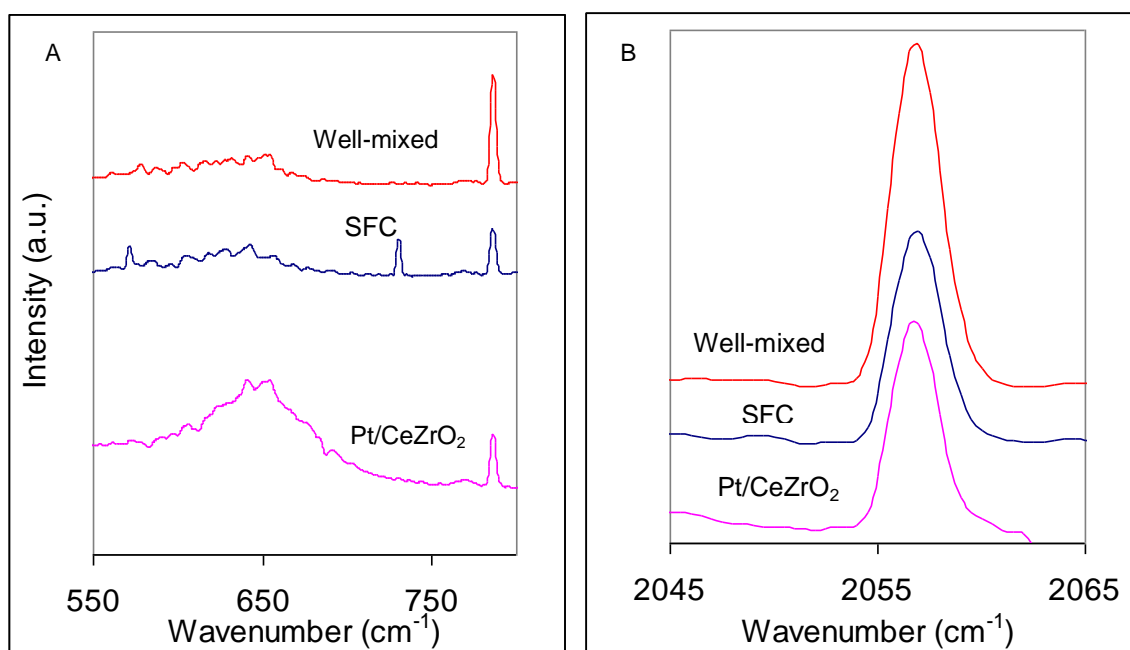 A
Well-mixed
SFC
Pt/CeZrO₂
Intensity (a.u.)
550 650 750
Wavenumber (cm⁻¹)
B
Well-mixed
SFC
Pt/CeZrO₂
2045 2055 2065
Wavenumber (cm⁻¹)